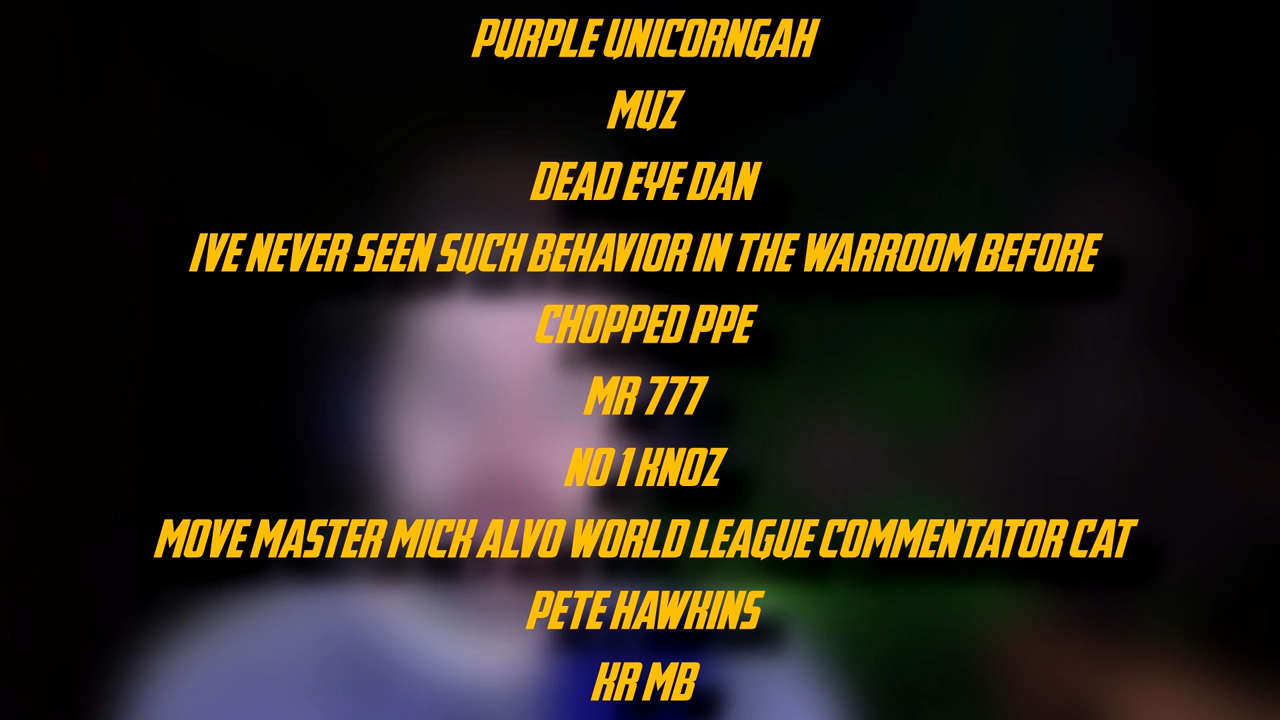 PURPLE UNICORNGAH
MUZ
DEAD EYE DAN
IVE NEVER SEEN SUCH BEHAVIOR IN THE WARROOM BEFORE
CHOPPED PPE
MR 777
NO 1 KNOZ
MOVE MASTER MICK ALVO WORLD LEAGUE COMMENTATOR CAT
PETE HAWKINS
KR MB